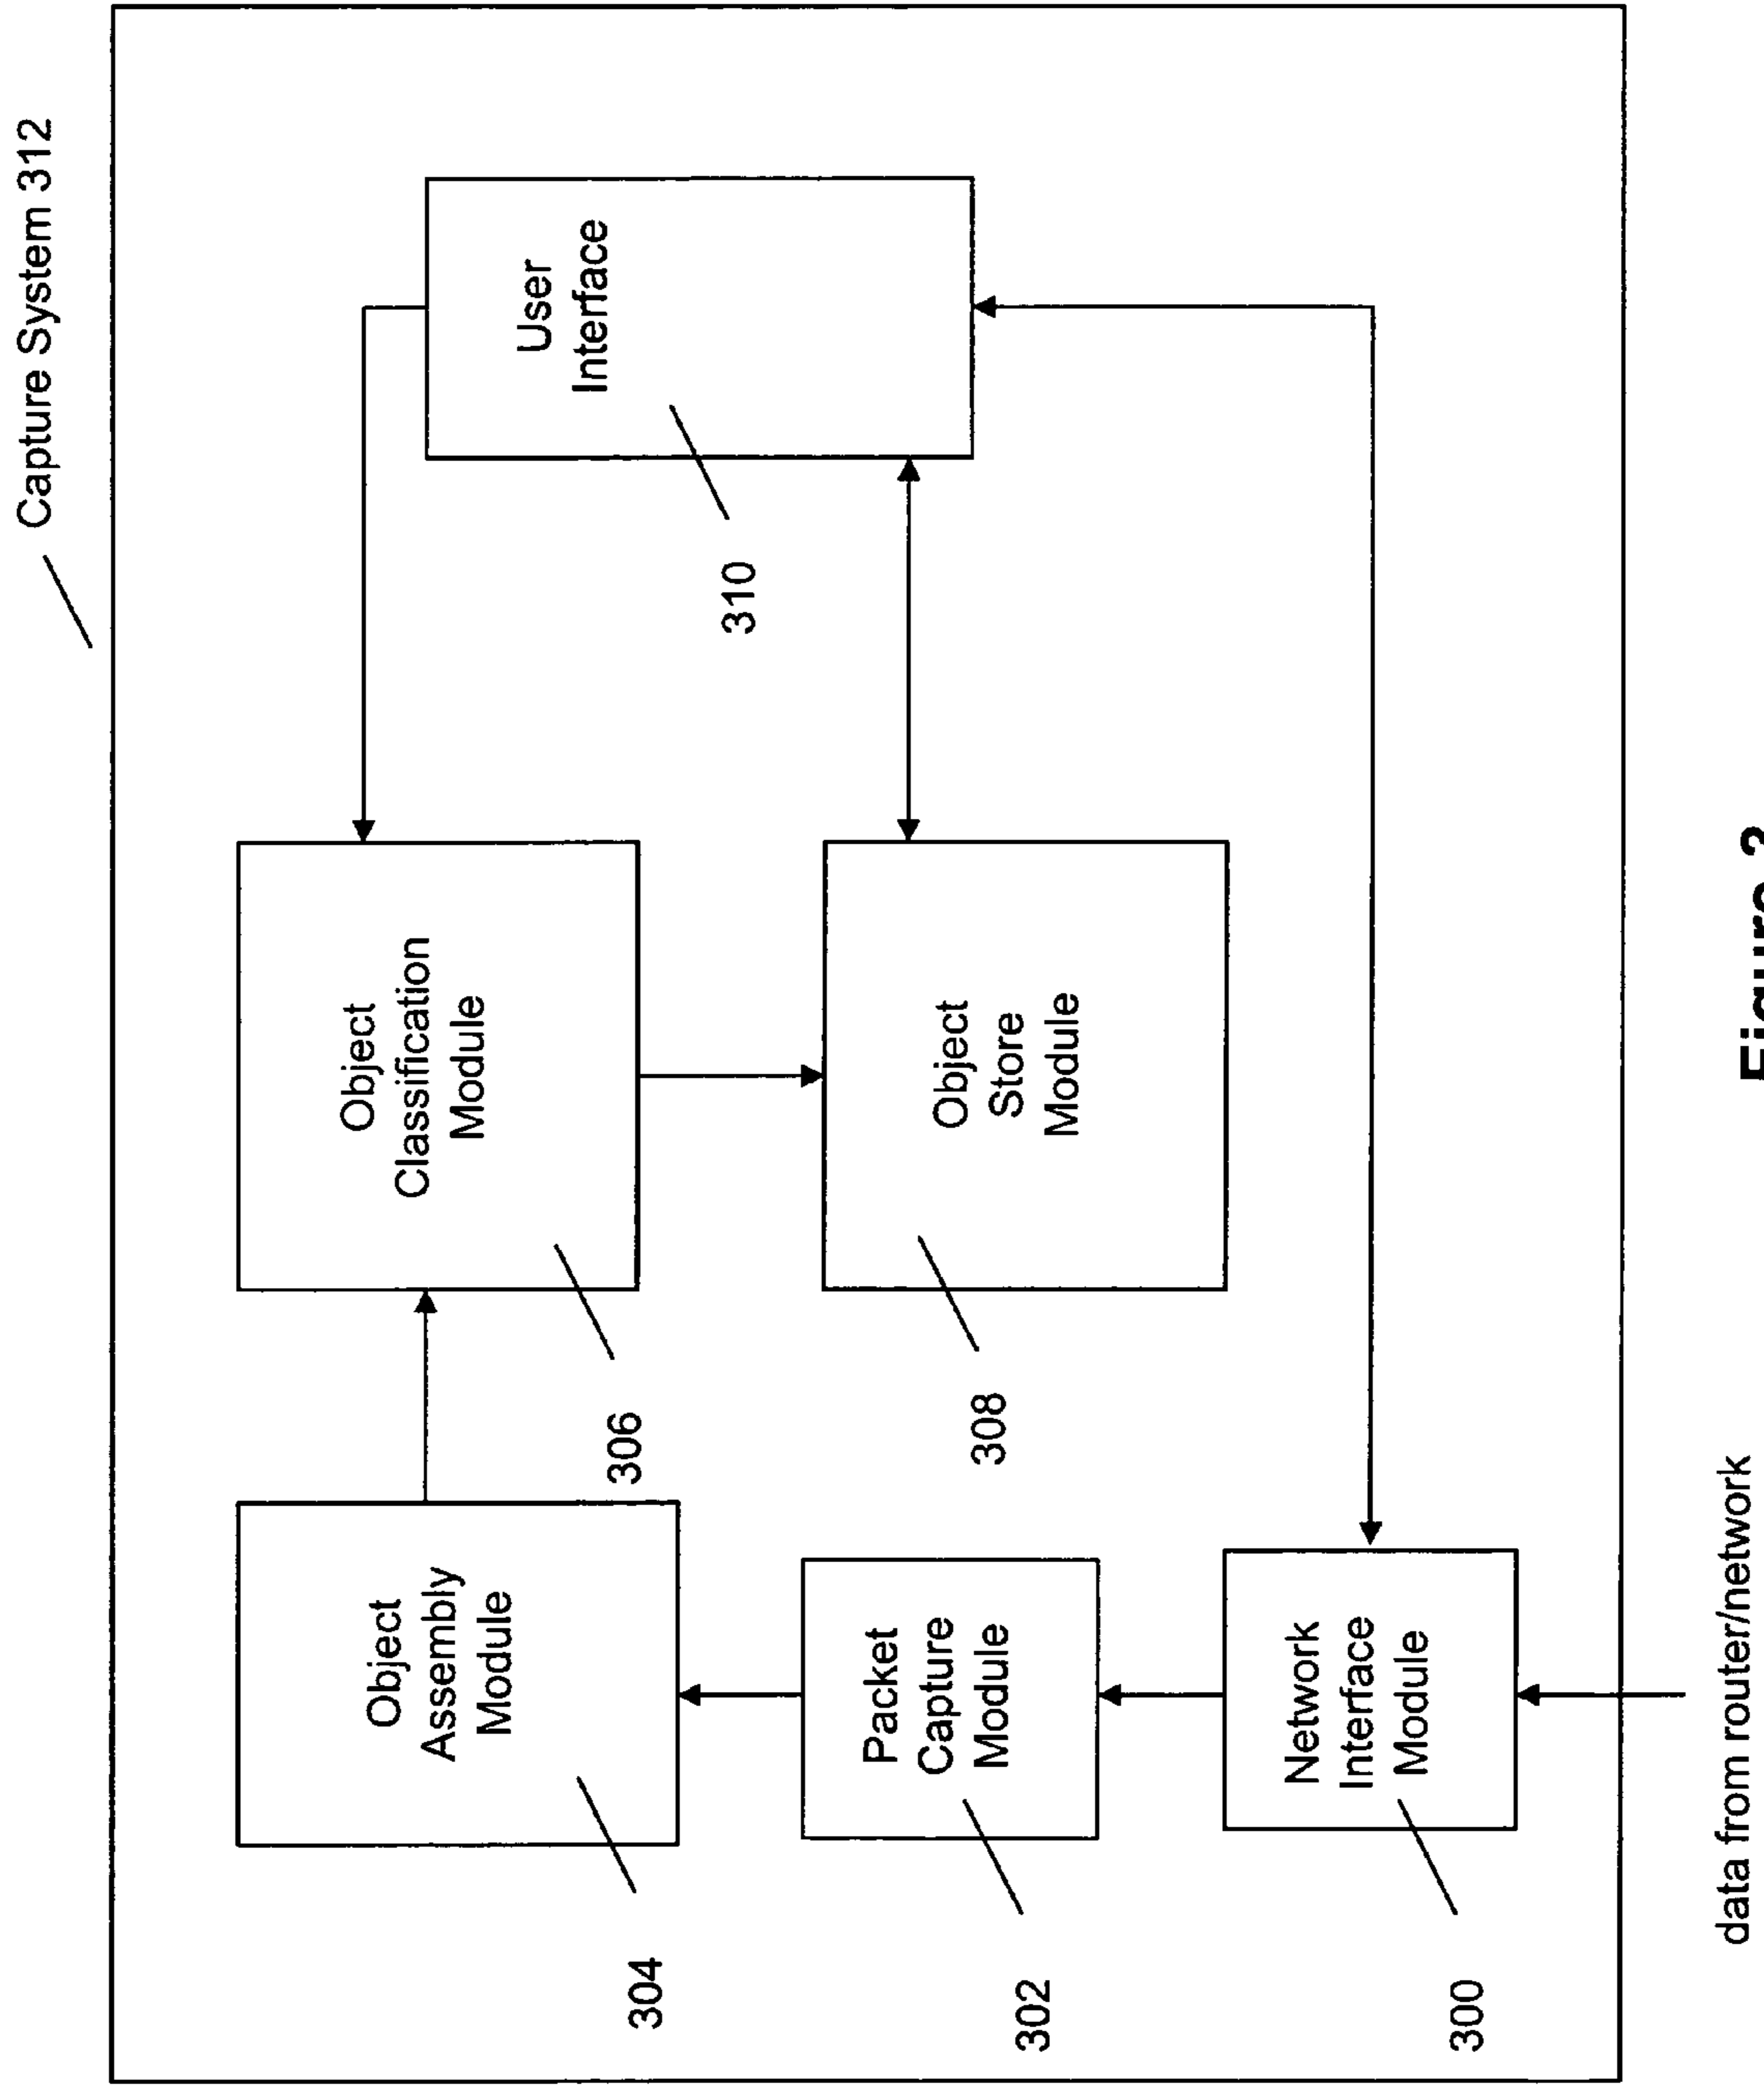 Capture System 312
Object
Assembly
Module
304
Object
Classification
Module
306
User
Interface
310
Packet
Capture
Module
302
Object
Store
Module
308
Network
Interface
Module
300
data from router/network
Figure